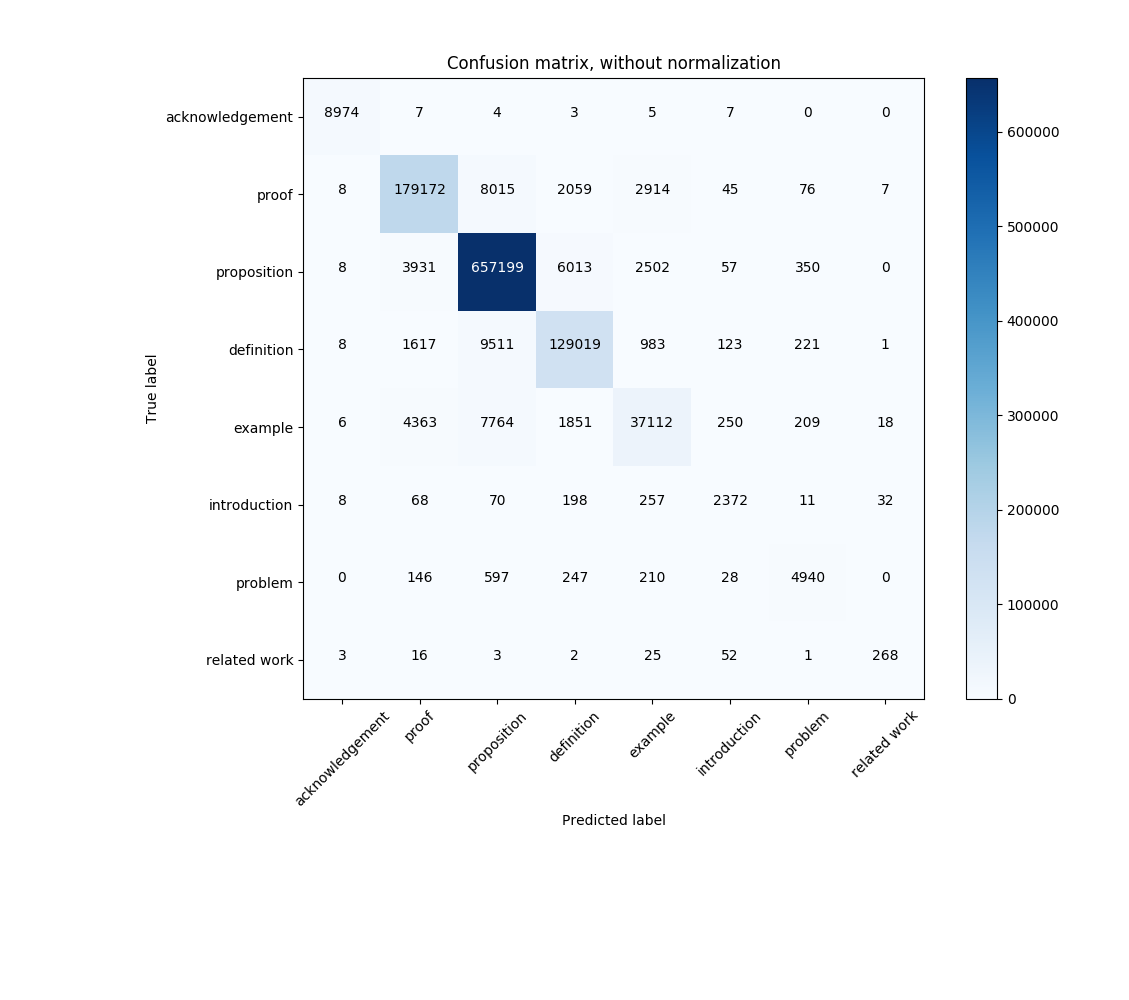 Confusion matrix, without normalization
acknowledgement 8974 7 4 3 5 7 0 0
proof 8 179172 8015 2059 2914 45 76 7
proposition 8 3931 657199 6013 2502 57 350 0
definition 8 1617 9511 129019 983 123 221 1
example 6 4363 7764 1851 37112 250 209 18
introduction 8 68 70 198 257 2372 11 32
problem 0 146 597 247 210 28 4940 0
related work 3 16 3 2 25 52 1 268
True label
acknowledgement proof proposition definition example introduction problem related work
Predicted label
600000
500000
400000
300000
200000
100000
0